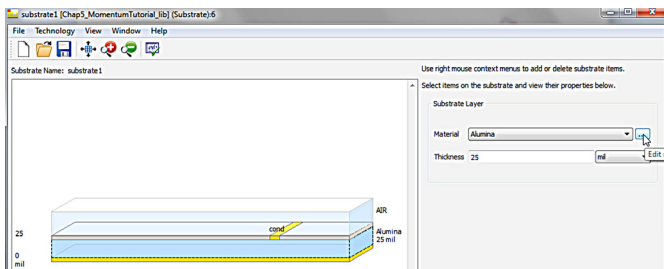 substrate1 [Chap5_MomentumTutorial_lib] (Substrate):6
File Technology View Window Help
Substrate Name: substrate1
Use right mouse context menus to add or delete substrate items.
Select items on the substrate and view their properties below.
Substrate Layer
Material Alumina ...
Thickness 25 mil
Edit
AIR
cond
25
Alumina
25 mil
0
mil